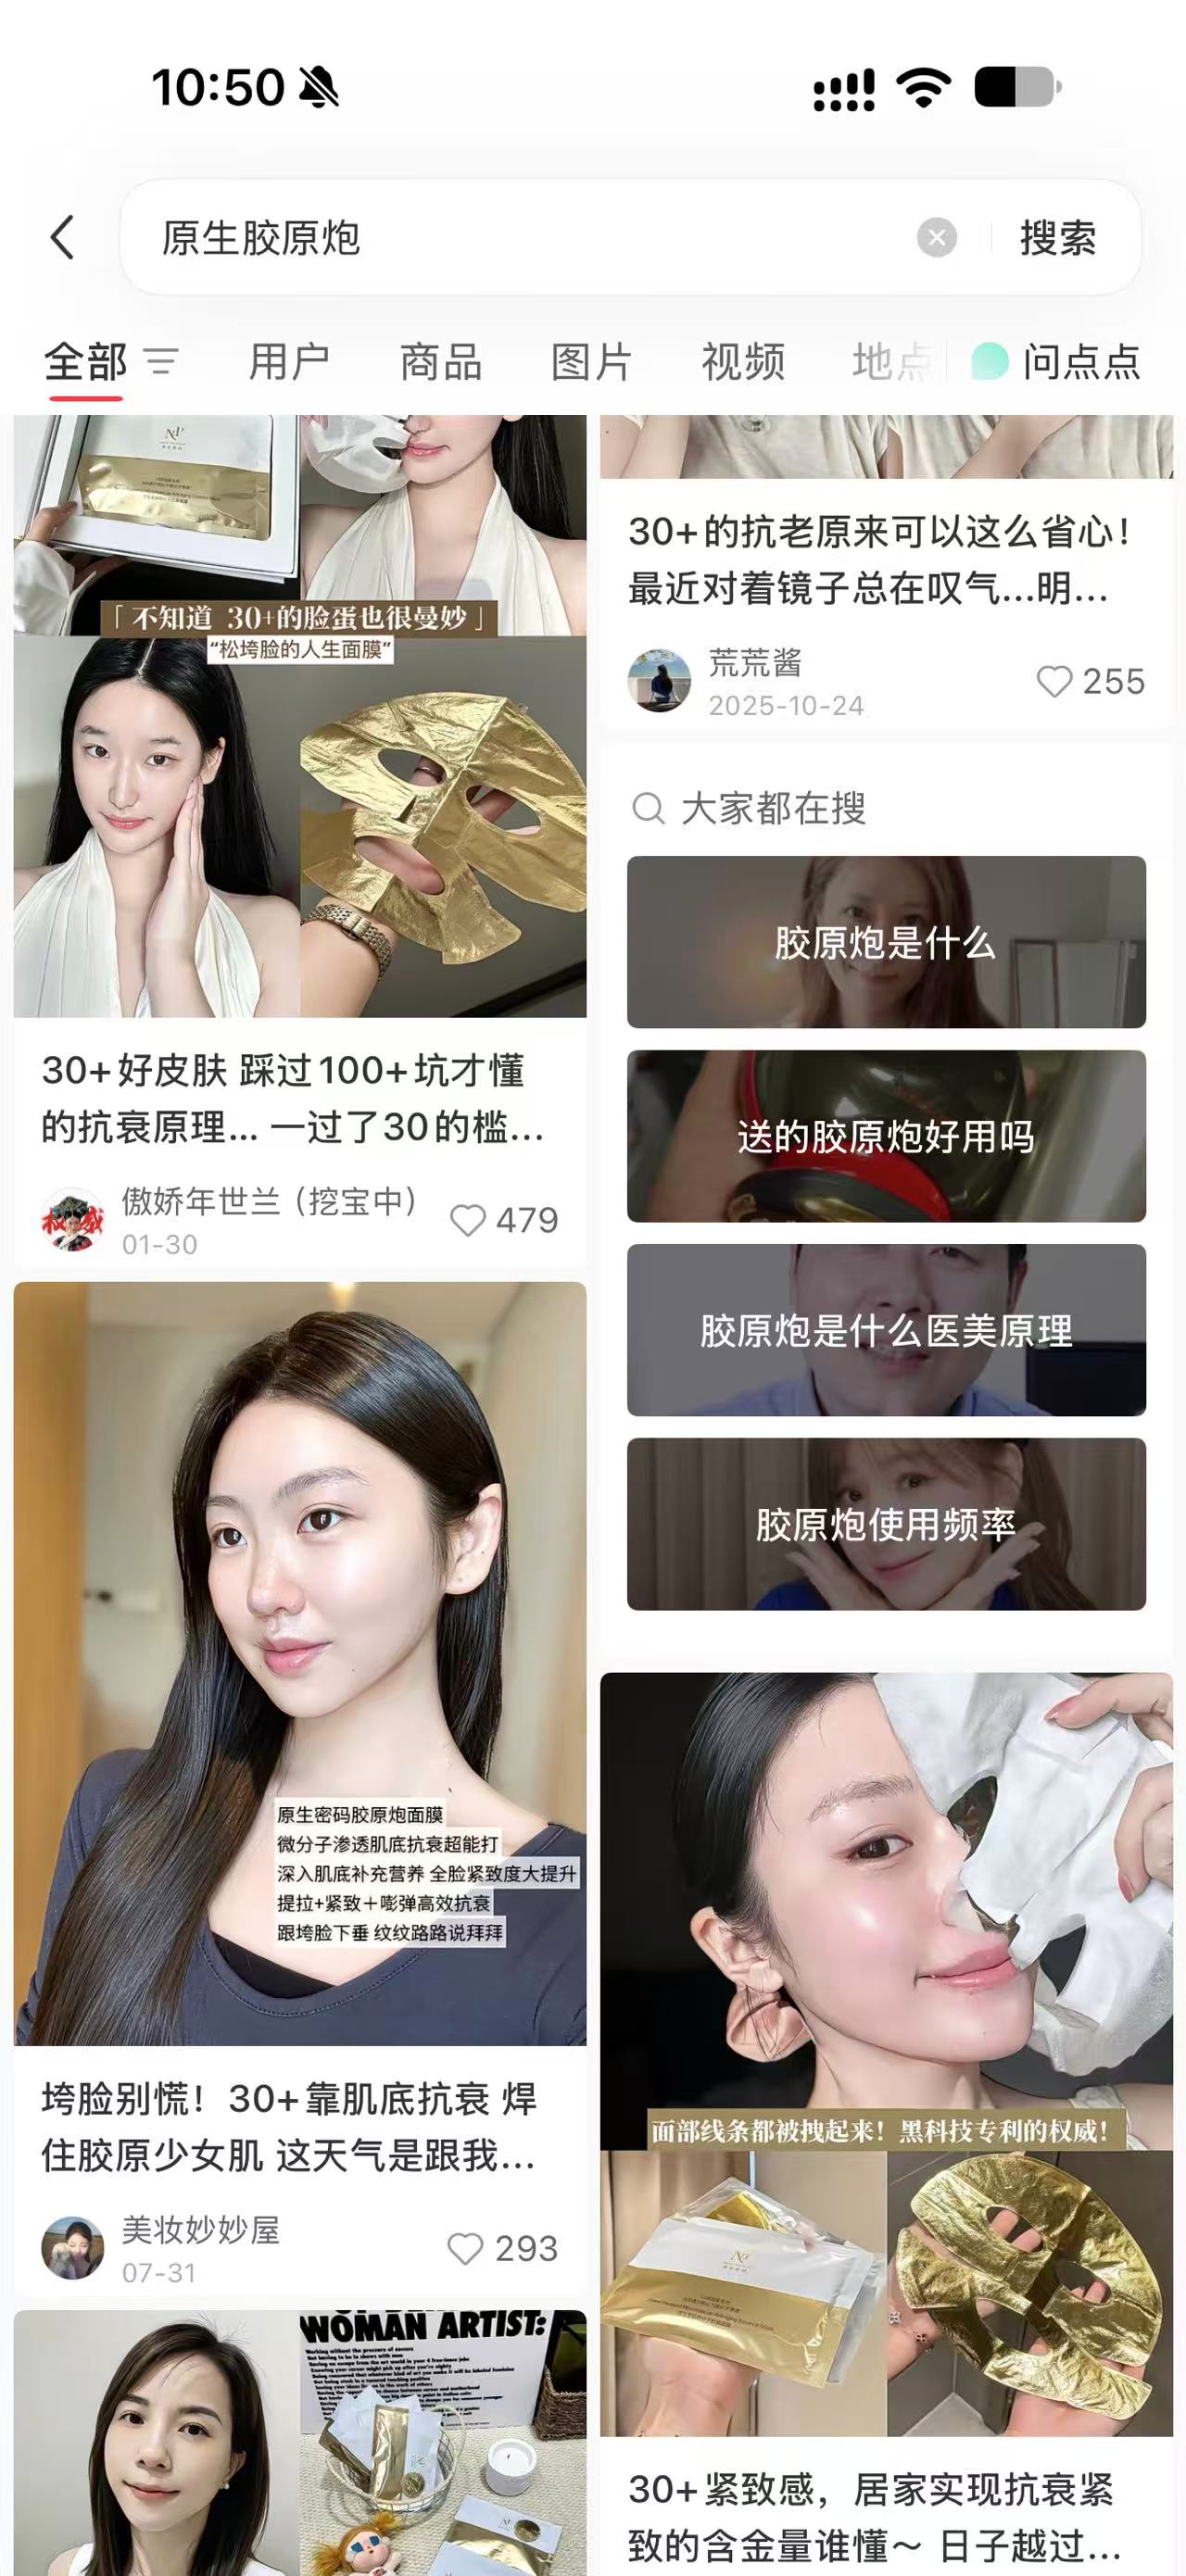 10:50
原生胶原炮
搜索
全部
用户
商品
图片
视频
地点
问点点
NP
「不知道 30+的脸蛋也很曼妙」
“松垮脸的人生面膜”
30+好皮肤 踩过100+坑才懂
的抗衰原理... 一过了30的槛...
权威
傲娇年世兰（挖宝中）
01-30
479
原生密码胶原炮面膜
微分子渗透肌底抗衰超能打
深入肌底补充营养 全脸紧致度大提升
提拉+紧致＋嘭弹高效抗衰
跟垮脸下垂 纹纹路路说拜拜
垮脸别慌！30+靠肌底抗衰 焊
住胶原少女肌 这天气是跟我...
美妆妙妙屋
07-31
293
WOMAN ARTIST:
30+的抗老原来可以这么省心！
最近对着镜子总在叹气...明...
荒荒酱
2025-10-24
255
大家都在搜
胶原炮是什么
送的胶原炮好用吗
胶原炮是什么医美原理
胶原炮使用频率
面部线条都被拽起来！黑科技专利的权威！
NP
30+紧致感，居家实现抗衰紧
致的含金量谁懂～ 日子越过...